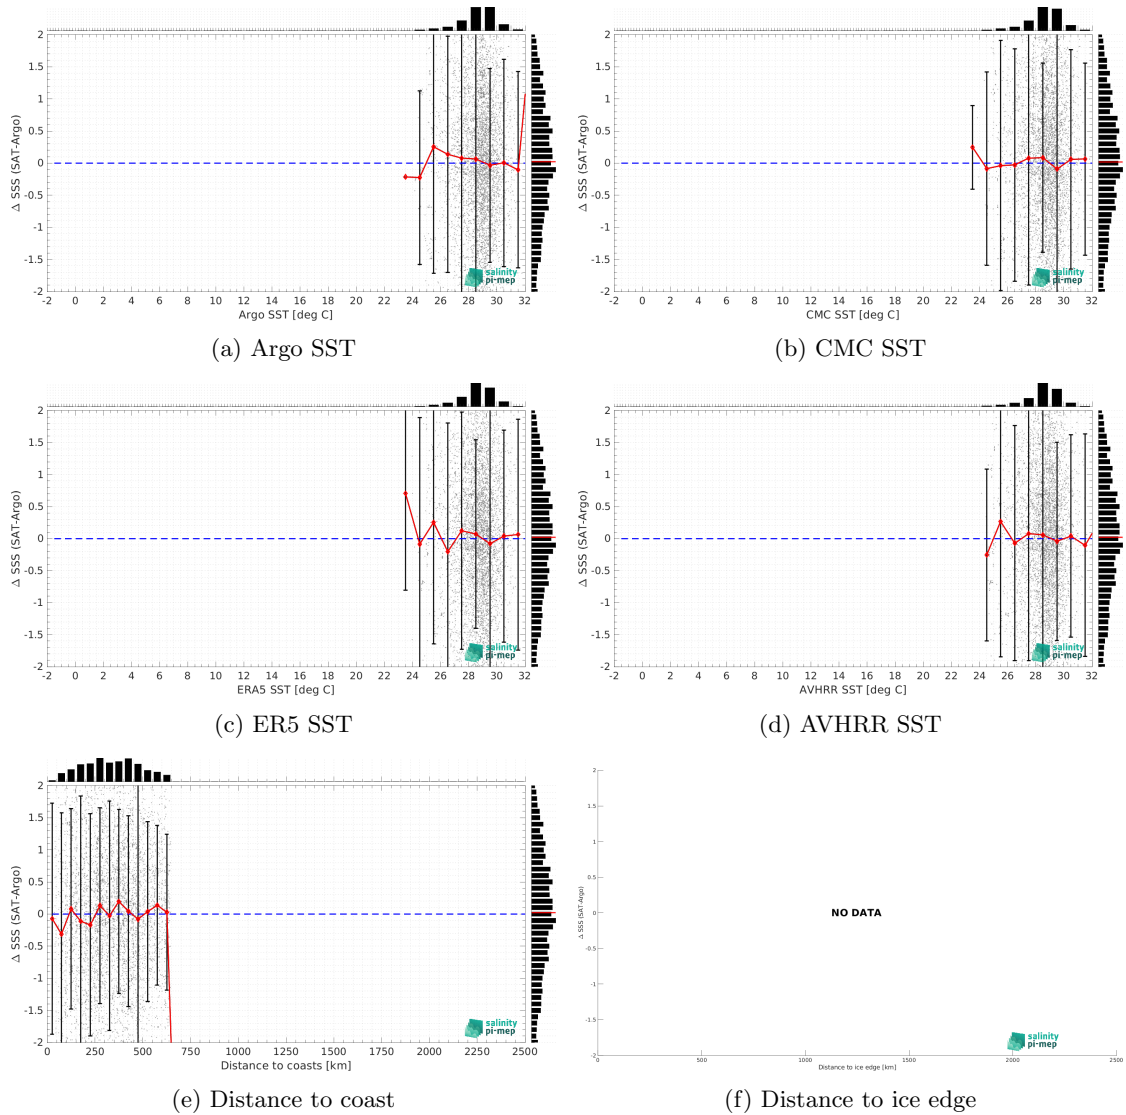 2
1.5
1
0.5
0
-0.5
-1
-1.5
-2
Δ SSS (SAT-Argo)
-2 0 2 4 6 8 10 12 14 16 18 20 22 24 26 28 30 32
Argo SST [deg C]
salinity
pi-mep
(a) Argo SST
2
1.5
1
0.5
0
-0.5
-1
-1.5
-2
Δ SSS (SAT-Argo)
-2 0 2 4 6 8 10 12 14 16 18 20 22 24 26 28 30 32
CMC SST [deg C]
salinity
pi-mep
(b) CMC SST
2
1.5
1
0.5
0
-0.5
-1
-1.5
-2
Δ SSS (SAT-Argo)
-2 0 2 4 6 8 10 12 14 16 18 20 22 24 26 28 30 32
ERA5 SST [deg C]
salinity
pi-mep
(c) ER5 SST
2
1.5
1
0.5
0
-0.5
-1
-1.5
-2
Δ SSS (SAT-Argo)
-2 0 2 4 6 8 10 12 14 16 18 20 22 24 26 28 30 32
AVHRR SST [deg C]
salinity
pi-mep
(d) AVHRR SST
2
1.5
1
0.5
0
-0.5
-1
-1.5
-2
Δ SSS (SAT-Argo)
0 250 500 750 1000 1250 1500 1750 2000 2250 2500
Distance to coasts [km]
salinity
pi-mep
(e) Distance to coast
2
1.5
1
0.5
0
-0.5
-1
-1.5
-2
Δ SSS (SAT-Argo)
NO DATA
0 500 1000 1500 2000 2500
Distance to ice edge [km]
salinity
pi-mep
(f) Distance to ice edge